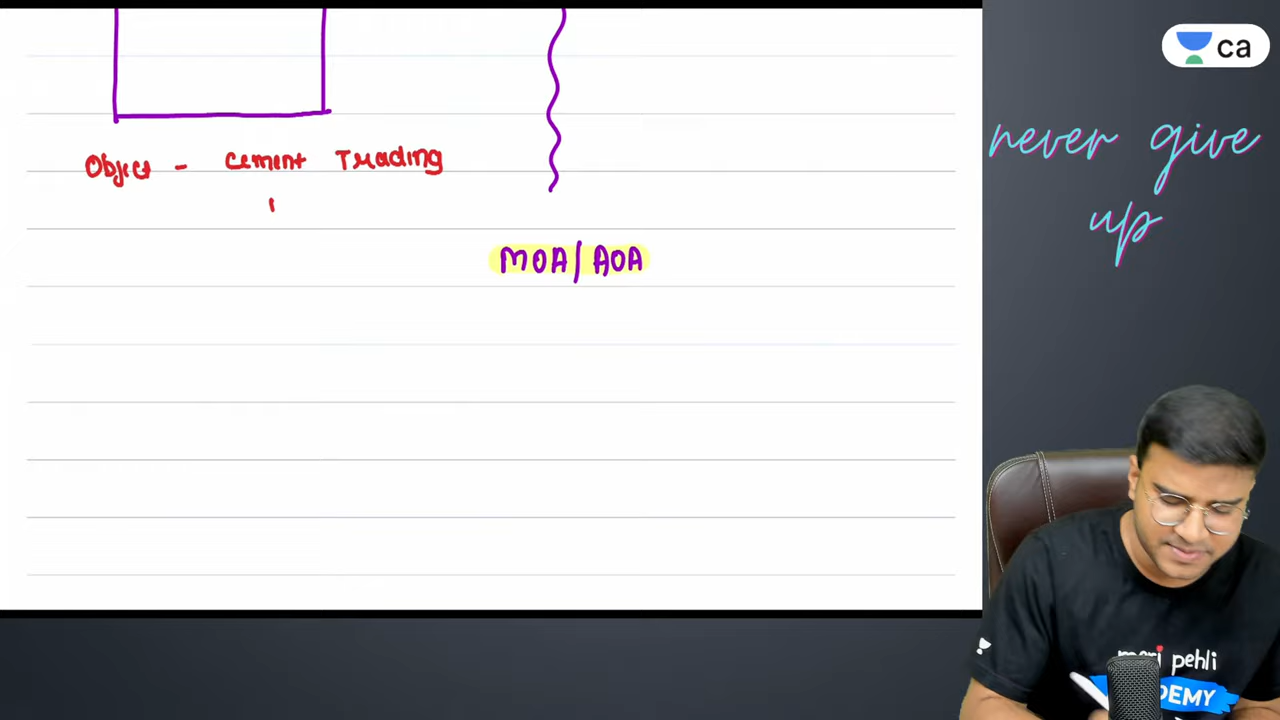 ca
never give
up
Object - Cement Trading
MOA/AOA
meri pehli
DEMY